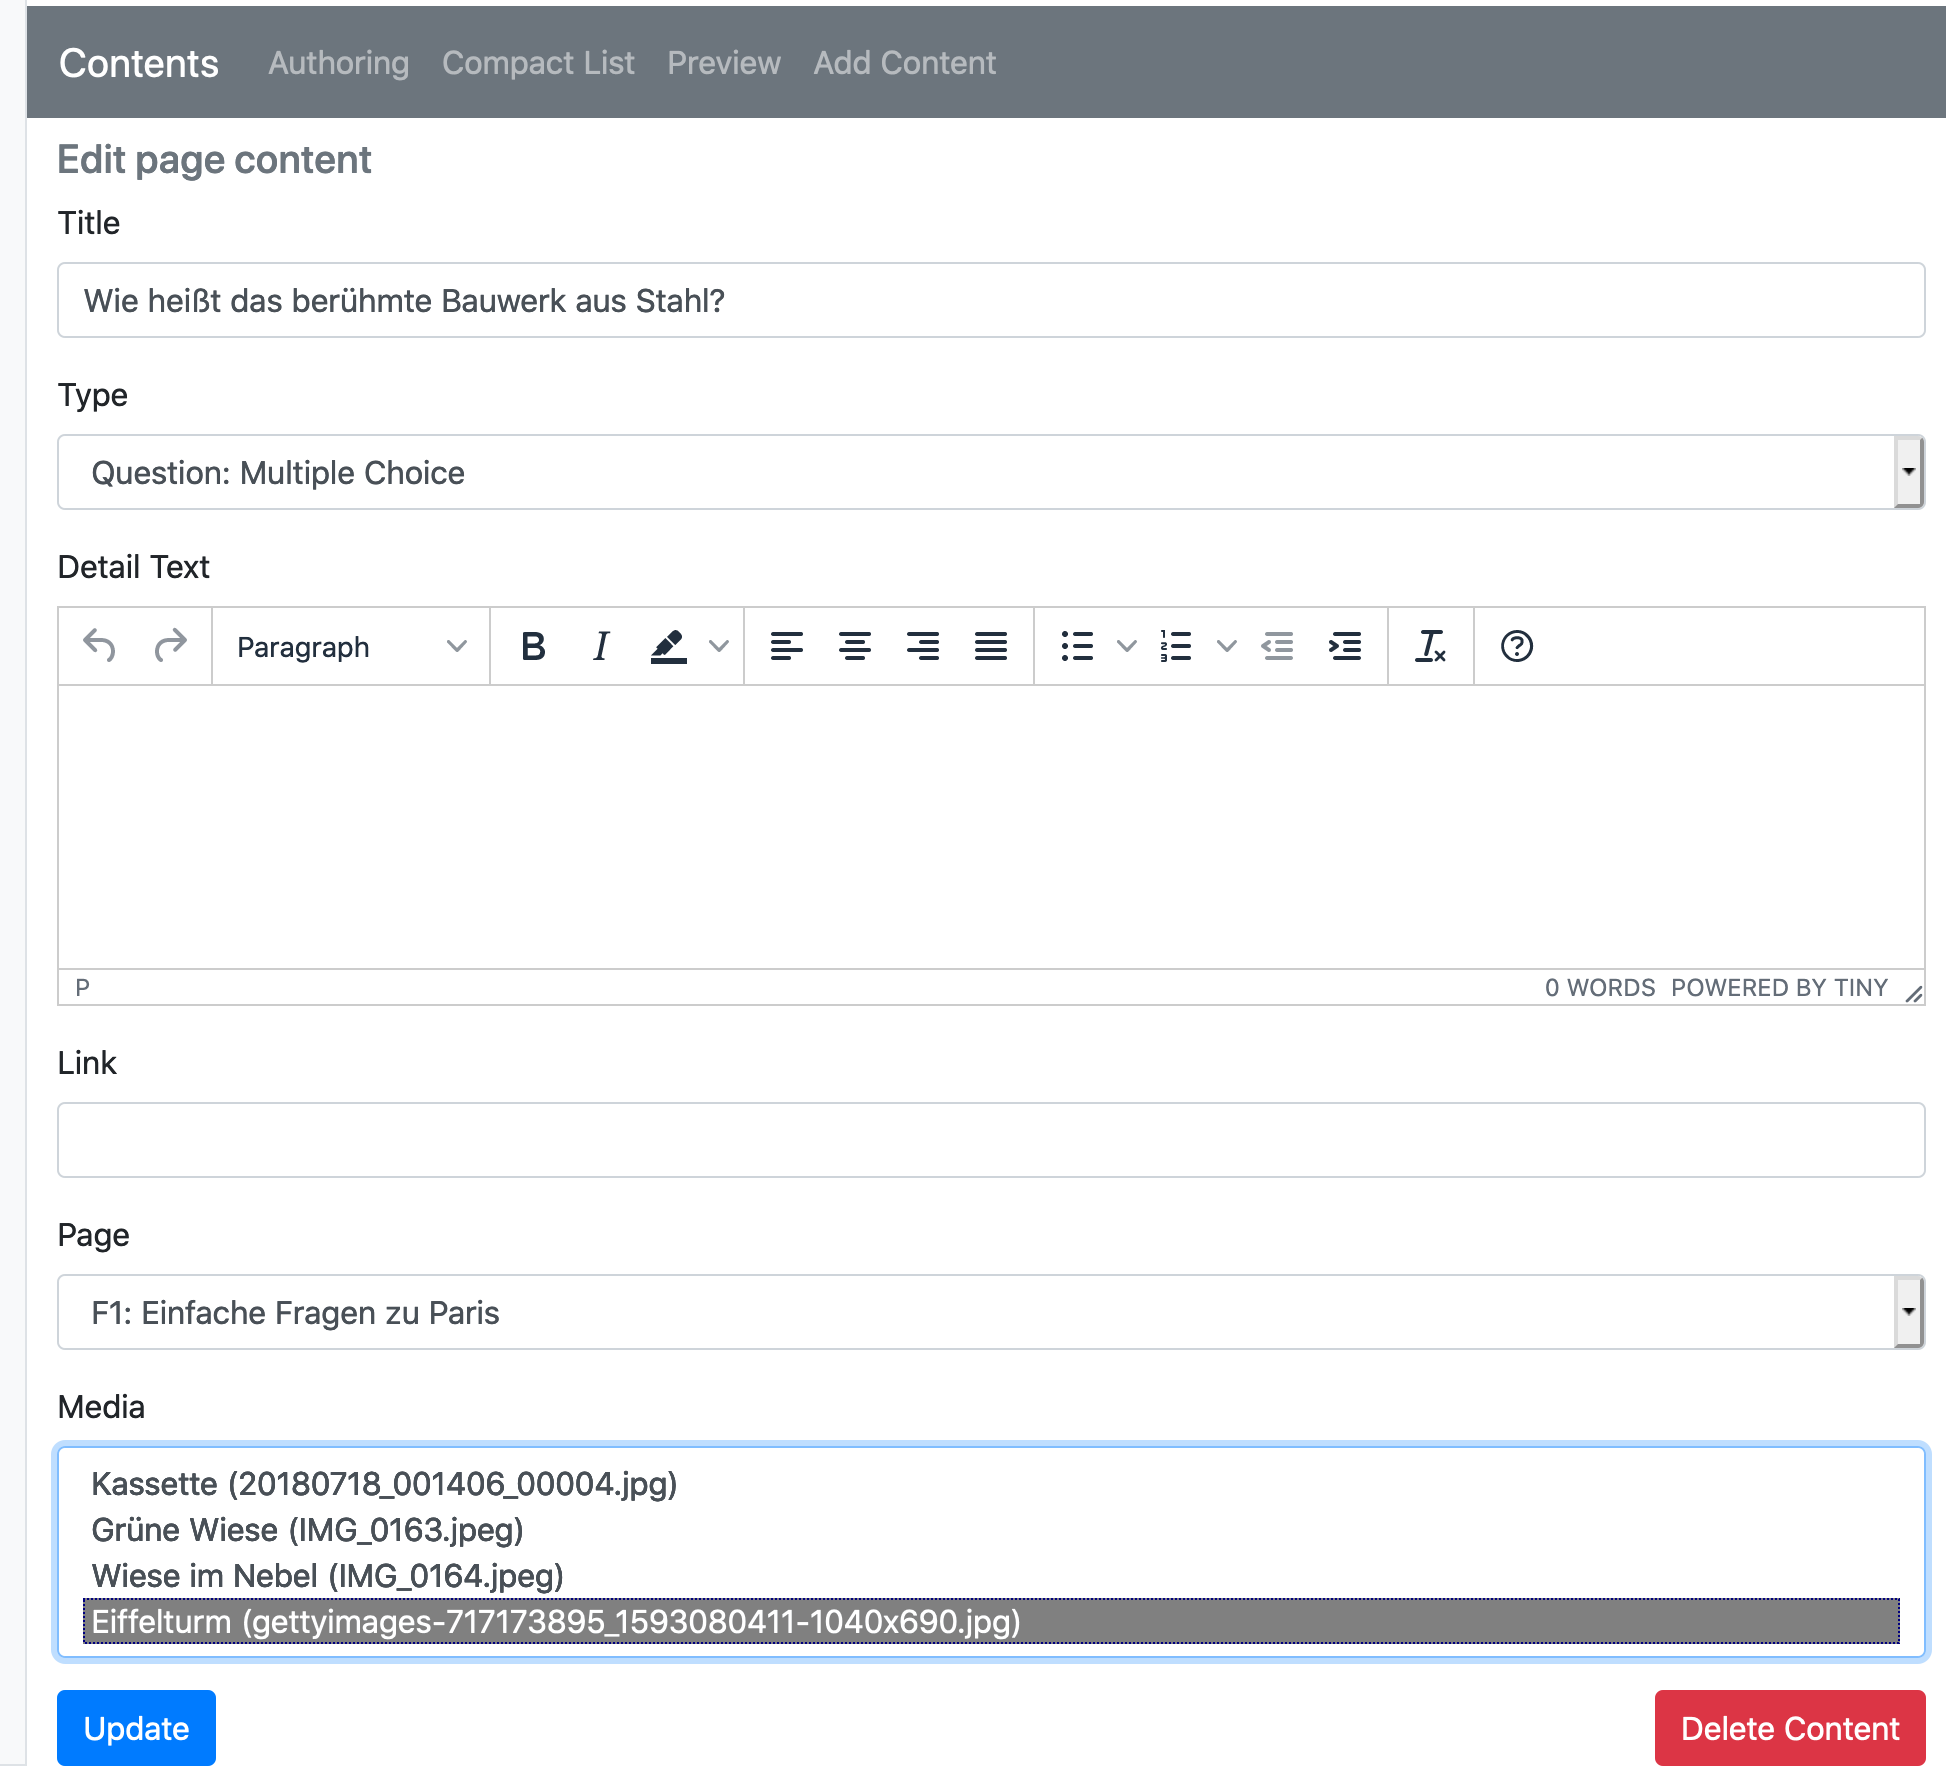 Contents Authoring Compact List Preview Add Content
Edit page content
Title
Wie heißt das berühmte Bauwerk aus Stahl?
Type
Question: Multiple Choice
Detail Text
Paragraph B I
P 0 WORDS POWERED BY TINY
Link
Page
F1: Einfache Fragen zu Paris
Media
Kassette (20180718_001406_00004.jpg)
Grüne Wiese (IMG_0163.jpeg)
Wiese im Nebel (IMG_0164.jpeg)
Eiffelturm (gettyimages-717173895_1593080411-1040x690.jpg)
Update Delete Content